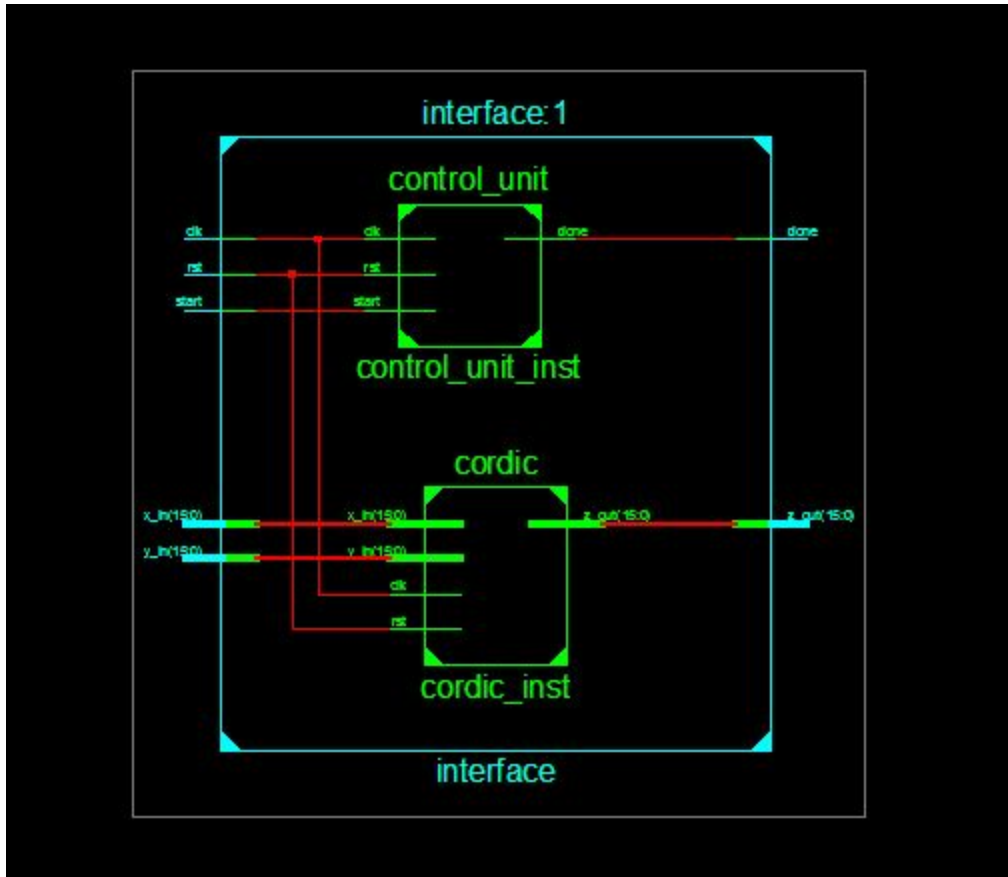 interface:1
control_unit
clk clk done done
rst rst
start start
control_unit_inst
cordic
x_in(15:0) x_in(15:0) z_out(15:0) z_out(15:0)
y_in(15:0) y_in(15:0)
clk
rst
cordic_inst
interface